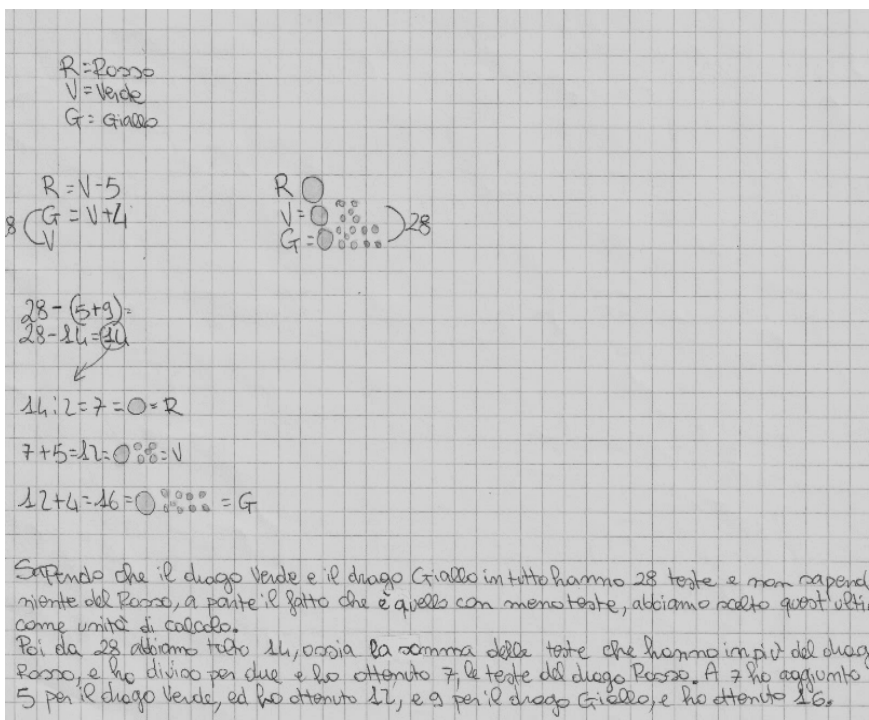 R=Rosso
V=Verde
G=Giallo
R=V-5
G=V+4
V
8
R
V=
G=
28
28-(5+9)=
28-14=14
14:2=7= =R
7+5=12= =V
12+4=16= =G
Sapendo che il drago Verde e il drago Giallo in tutto hanno 28 teste e non sapend
niente del Rosso, a parte il fatto che è quello con meno teste, abbiamo scelto quest'ulti
come unità di calcolo.
Poi da 28 abbiamo tolto 14, ossia la somma delle teste che hanno in più del drag
Rosso, e ho diviso per due e ho ottenuto 7, le teste del drago Rosso. A 7 ho aggiunto
5 per il drago Verde, ed ho ottenuto 12, e 9 per il drago Giallo, e ho ottenuto 16.